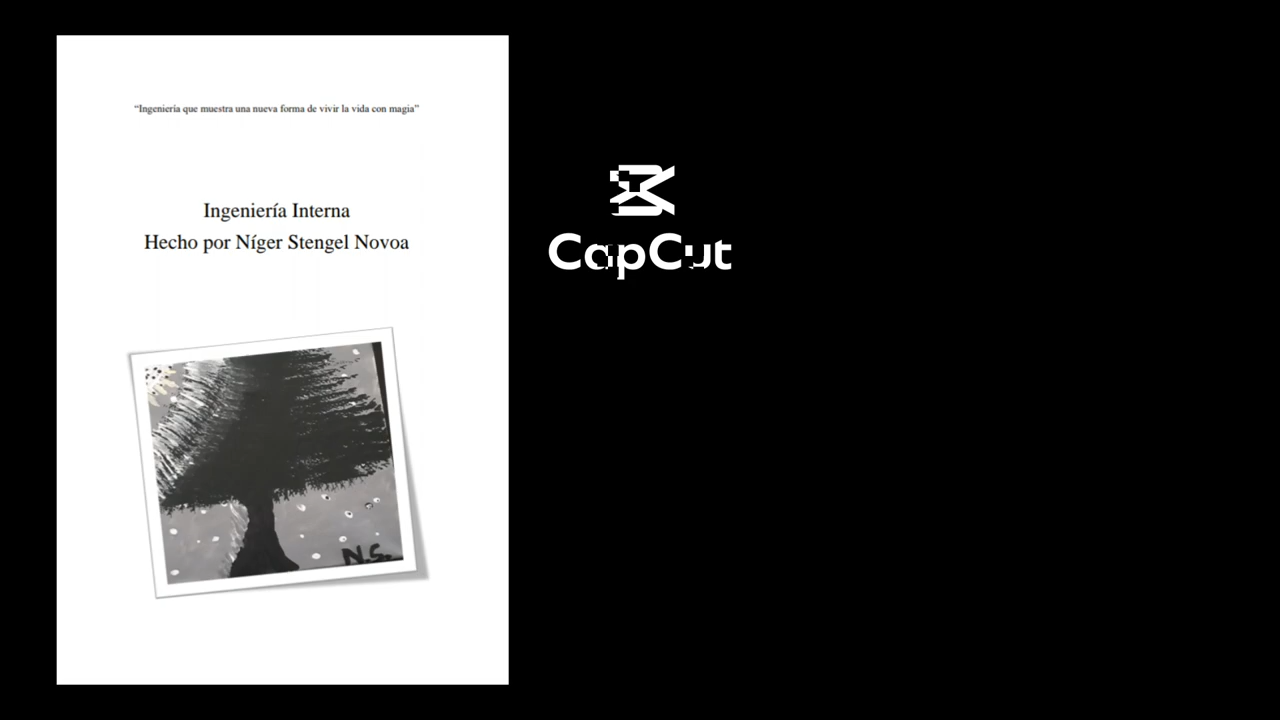 “Ingeniería que muestra una nueva forma de vivir la vida con magia”
Ingeniería Interna
Hecho por Níger Stengel Novoa
N.S.
CapCut